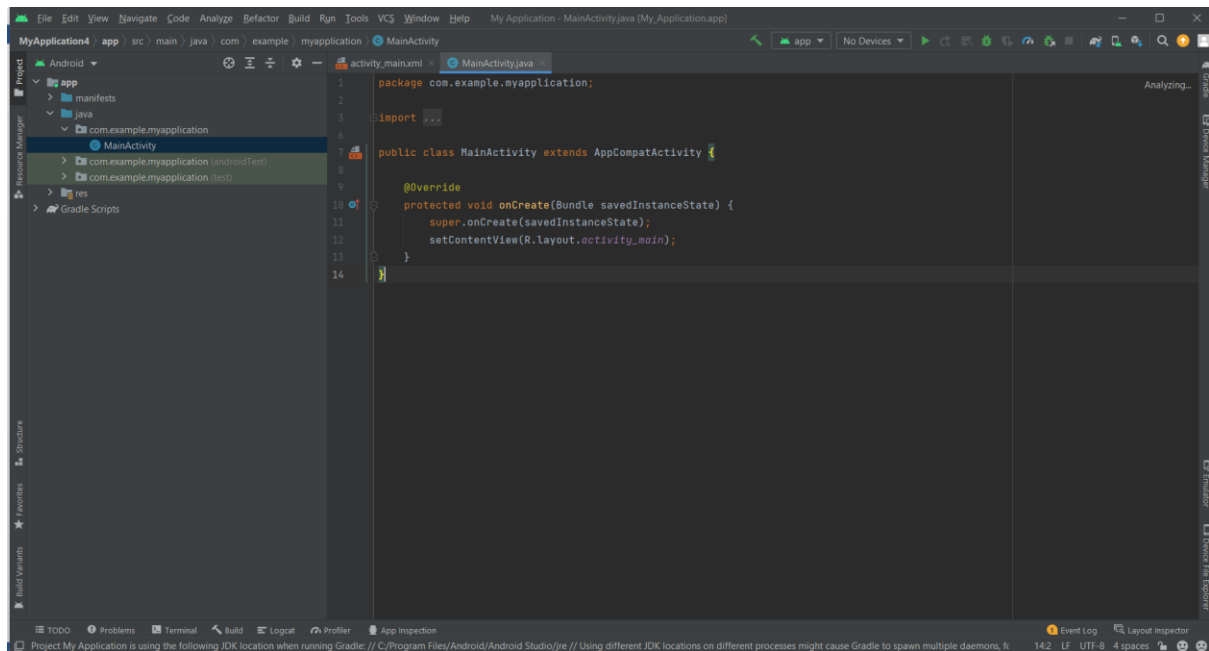 File Edit View Navigate Code Analyze Refactor Build Run Tools VCS Window Help My Application - MainActivity.java [My_Application.app]
MyApplication4 app src main java com example myapplication MainActivity app No Devices
Android activity_main.xml MainActivity.java
Project
Resource Manager
Structure
Favorites
Build Variants
app
manifests
java
com.example.myapplication
MainActivity
com.example.myapplication (androidTest)
com.example.myapplication (test)
res
Gradle Scripts
1 package com.example.myapplication;
2
3 import ...
6
7 public class MainActivity extends AppCompatActivity {
8
9 @Override
10 protected void onCreate(Bundle savedInstanceState) {
11 super.onCreate(savedInstanceState);
12 setContentView(R.layout.activity_main);
13 }
14 }
Analyzing...
Gradle
Device Manager
Emulator
Device File Explorer
TODO Problems Terminal Build Logcat Profiler App Inspection Event Log Layout Inspector
Project My Application is using the following JDK location when running Gradle: // C:/Program Files/Android/Android Studio/jre // Using different JDK locations on different processes might cause Gradle to spawn multiple daemons, 14:2 LF UTF-8 4 spaces